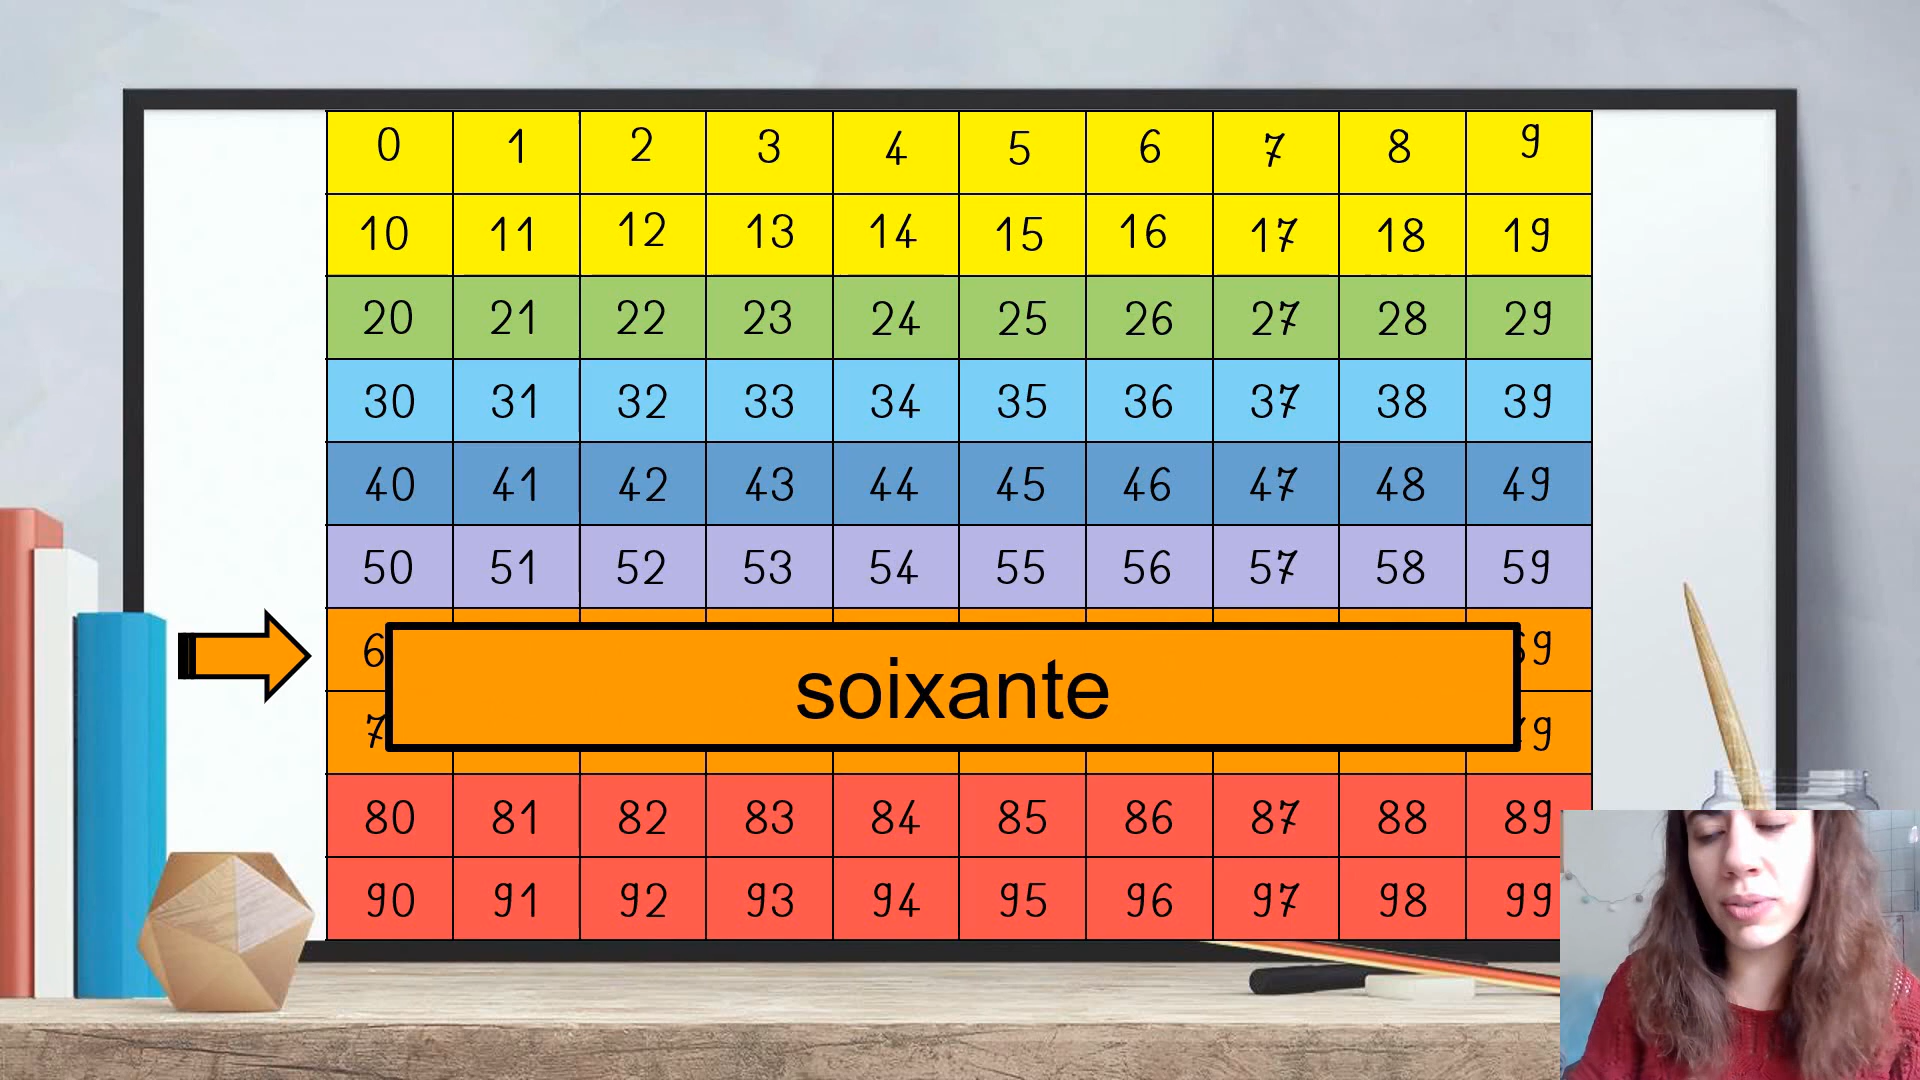 0 1 2 3 4 5 6 7 8 9
10 11 12 13 14 15 16 17 18 19
20 21 22 23 24 25 26 27 28 29
30 31 32 33 34 35 36 37 38 39
40 41 42 43 44 45 46 47 48 49
50 51 52 53 54 55 56 57 58 59
6 69
soixante
7 79
80 81 82 83 84 85 86 87 88 89
90 91 92 93 94 95 96 97 98 99